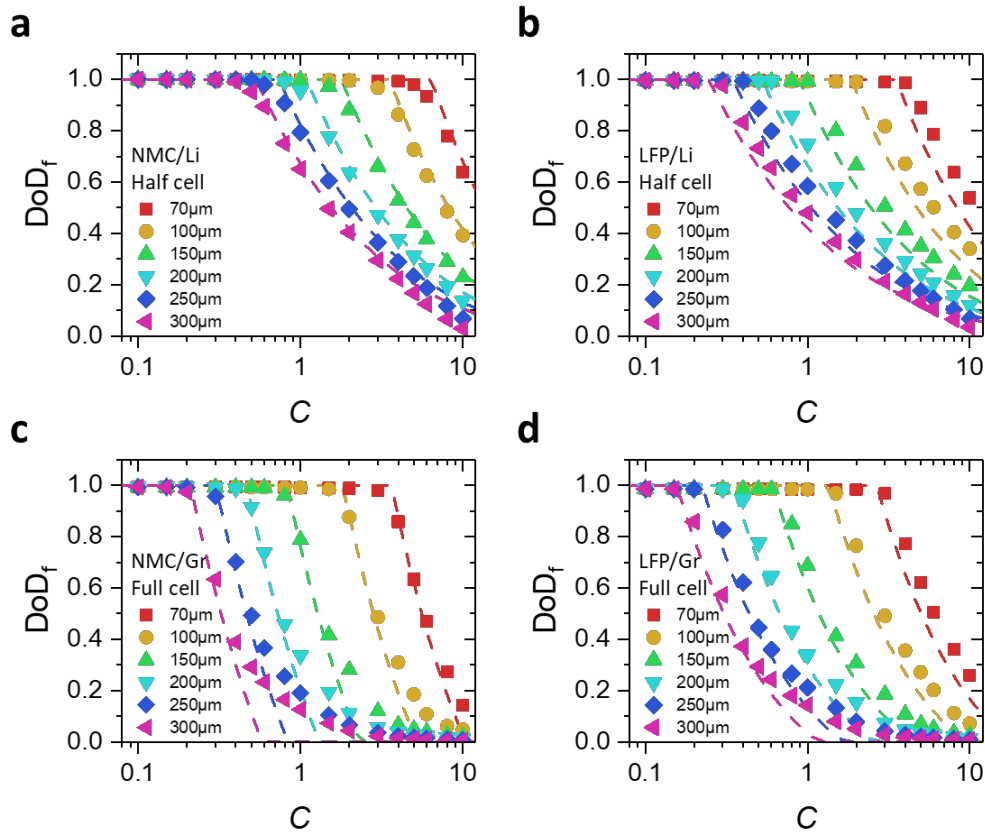 a
1.0
0.8
0.6
0.4
0.2
0.0
DoD_f
NMC/Li
Half cell
70µm
100µm
150µm
200µm
250µm
300µm
0.1
1
10
C
b
1.0
0.8
0.6
0.4
0.2
0.0
DoD_f
LFP/Li
Half cell
70µm
100µm
150µm
200µm
250µm
300µm
0.1
1
10
C
c
1.0
0.8
0.6
0.4
0.2
0.0
DoD_f
NMC/Gr
Full cell
70µm
100µm
150µm
200µm
250µm
300µm
0.1
1
10
C
d
1.0
0.8
0.6
0.4
0.2
0.0
DoD_f
LFP/Gr
Full cell
70µm
100µm
150µm
200µm
250µm
300µm
0.1
1
10
C